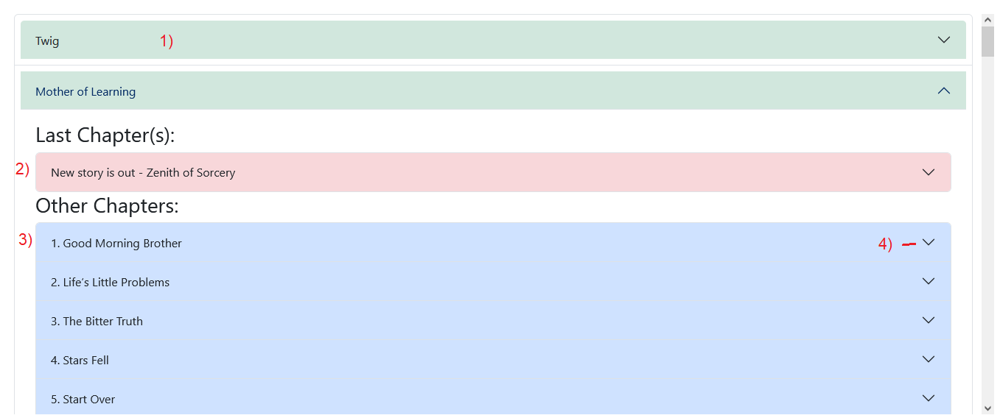 Twig 1)
Mother of Learning
Last Chapter(s):
2) New story is out - Zenith of Sorcery
Other Chapters:
3) 1. Good Morning Brother 4)
2. Life’s Little Problems
3. The Bitter Truth
4. Stars Fell
5. Start Over